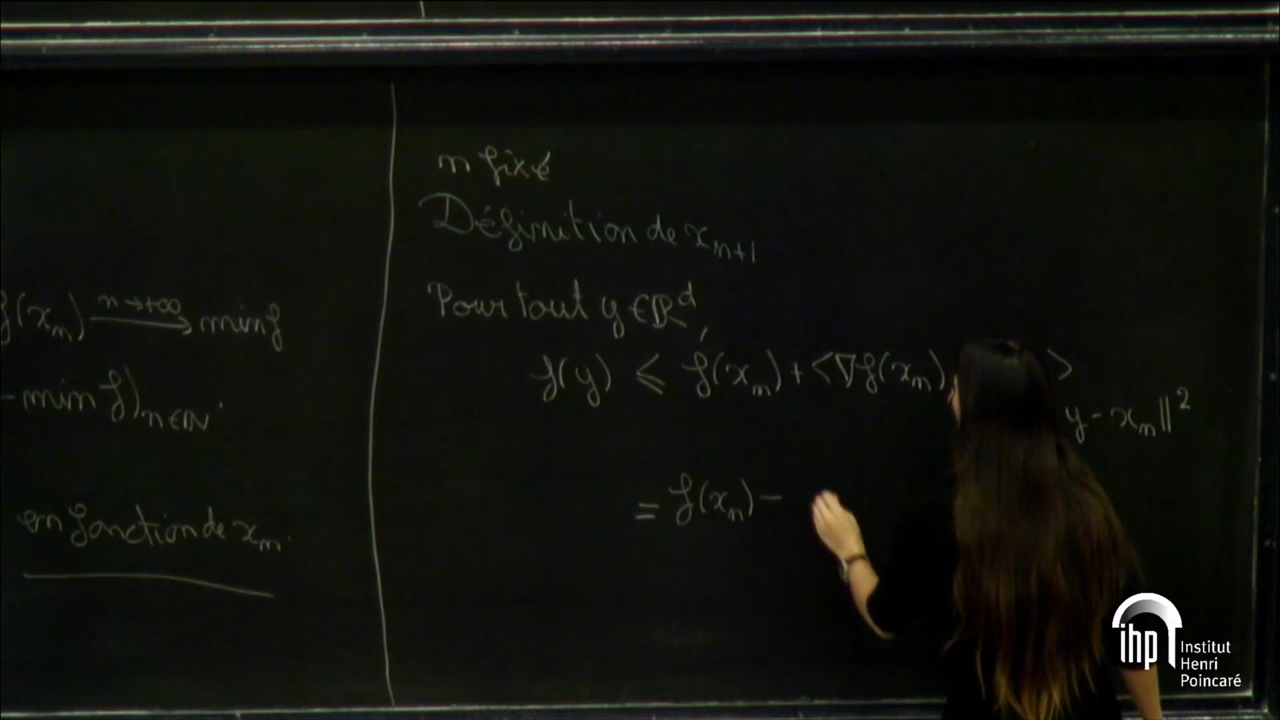 f(xₙ) n→+∞ → min f
- min f)ₙ∈ℕ.
en fonction de xₙ.
n fixé
Définition de xₙ₊₁
Pour tout y ∈ ℝᵈ,
f(y) ≤ f(xₙ) + <∇f(xₙ), >
y - xₙ||²
= f(xₙ) -
ihp Institut
Henri
Poincaré